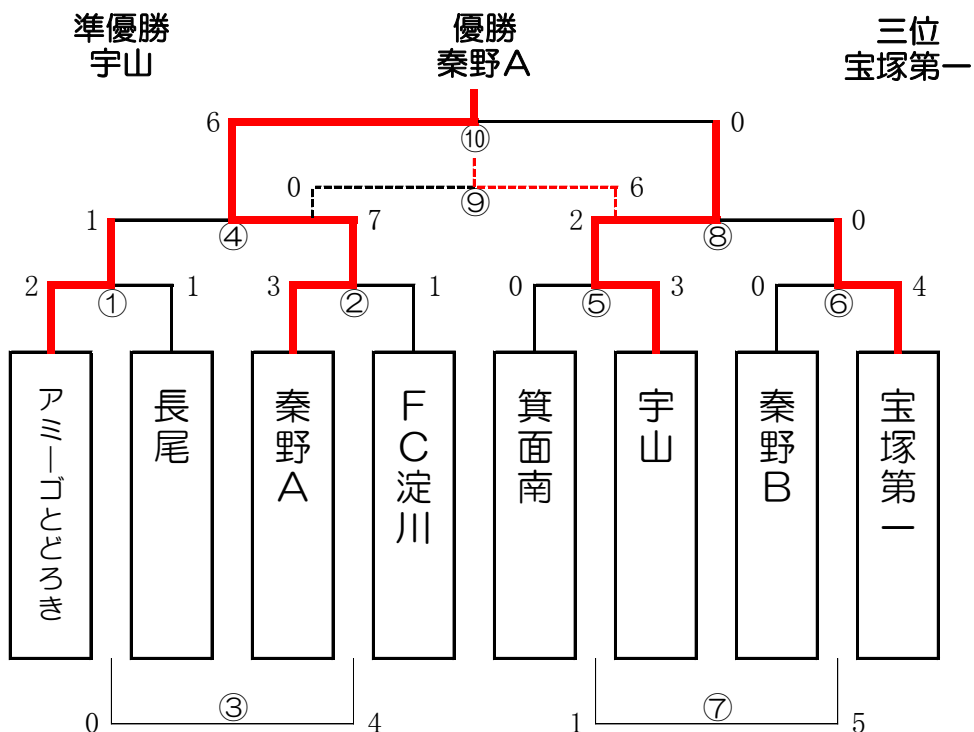 準優勝
宇山
優勝
秦野A
三位
宝塚第一
6
⑩
0
0
⑨
6
1
④
7
2
⑧
0
2
①
1
3
②
1
0
⑤
3
0
⑥
4
アミーゴとどろき
長尾
秦野A
FC淀川
箕面南
宇山
秦野B
宝塚第一
0
③
4
1
⑦
5